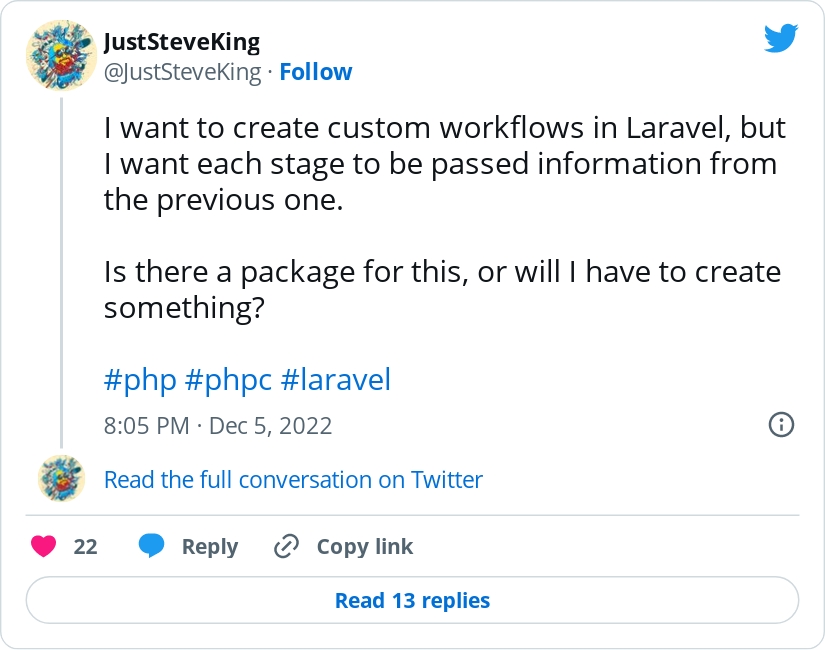 JustSteveKing
@JustSteveKing · Follow
I want to create custom workflows in Laravel, but
I want each stage to be passed information from
the previous one.
Is there a package for this, or will I have to create
something?
#php #phpc #laravel
8:05 PM · Dec 5, 2022
Read the full conversation on Twitter
22 Reply Copy link
Read 13 replies